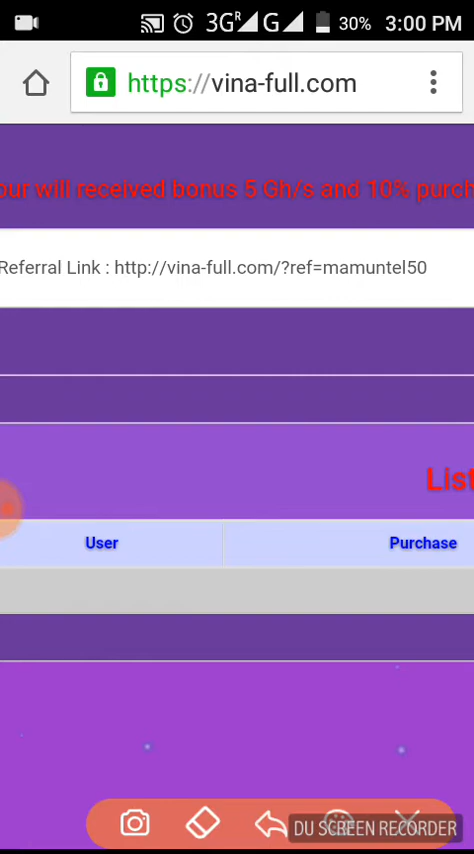 3G R G 30% 3:00 PM
https://vina-full.com
our will received bonus 5 Gh/s and 10% purch
Referral Link : http://vina-full.com/?ref=mamuntel50
List
User Purchase
DU SCREEN RECORDER